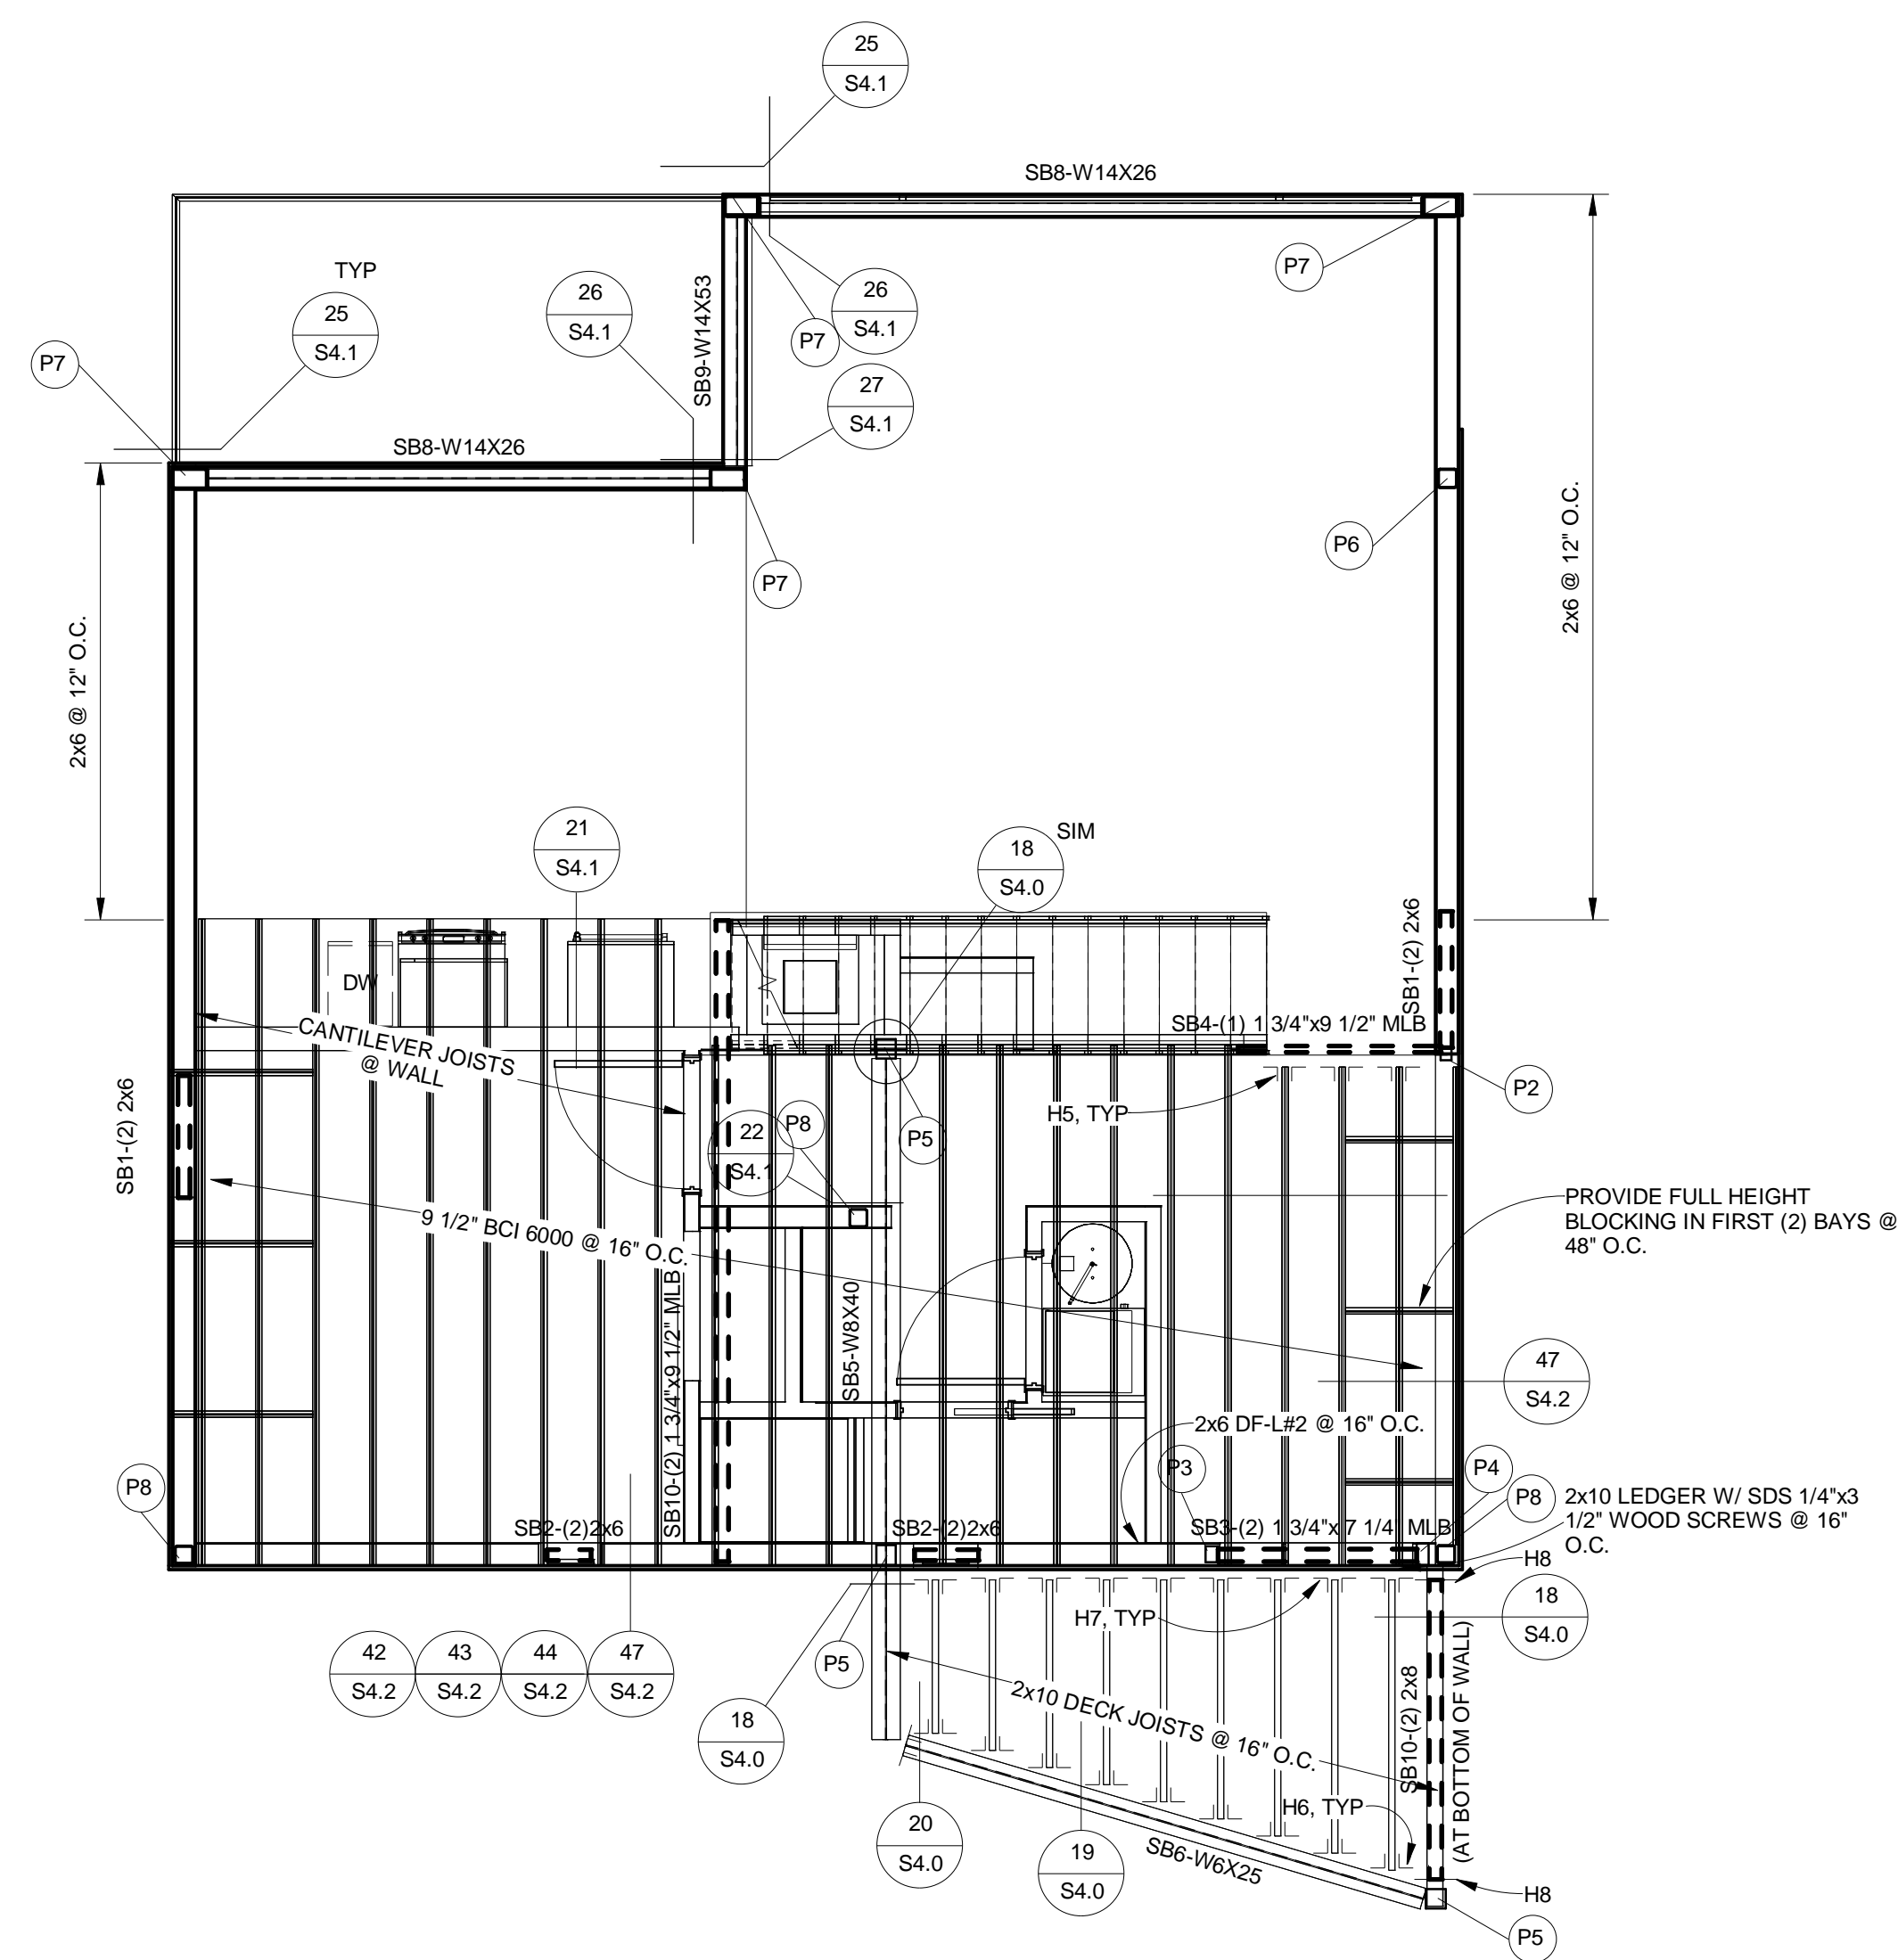 25
S4.1
SB8-W14X26
P7
TYP
25
S4.1
26
S4.1
SB9-W14X53
26
S4.1
P7
P7
27
S4.1
SB8-W14X26
P6
P7
2x6 @ 12" O.C.
2x6 @ 12" O.C.
21
S4.1
SIM
18
S4.0
SB1-(2) 2x6
DW
CANTILEVER JOISTS
@ WALL
SB4-(1) 1 3/4"x9 1/2" MLB
P2
H5, TYP
SB1-(2) 2x6
22
S4.1
P8
P5
9 1/2" BCI 6000 @ 16" O.C.
PROVIDE FULL HEIGHT
BLOCKING IN FIRST (2) BAYS @
48" O.C.
SB10-(2) 1 3/4"x9 1/2" MLB
SB5-W8X40
47
S4.2
2x6 DF-L#2 @ 16" O.C.
P3
P4
P8
P8
2x10 LEDGER W/ SDS 1/4"x3
1/2" WOOD SCREWS @ 16"
O.C.
SB2-(2)2x6
SB2-(2)2x6
SB3-(2) 1 3/4"x 7 1/4" MLB
H8
18
S4.0
H7, TYP
42
S4.2
43
S4.2
44
S4.2
47
S4.2
P5
18
S4.0
2x10 DECK JOISTS @ 16" O.C.
SB10-(2) 2x8
(AT BOTTOM OF WALL)
H6, TYP
20
S4.0
19
S4.0
SB6-W6X25
H8
P5